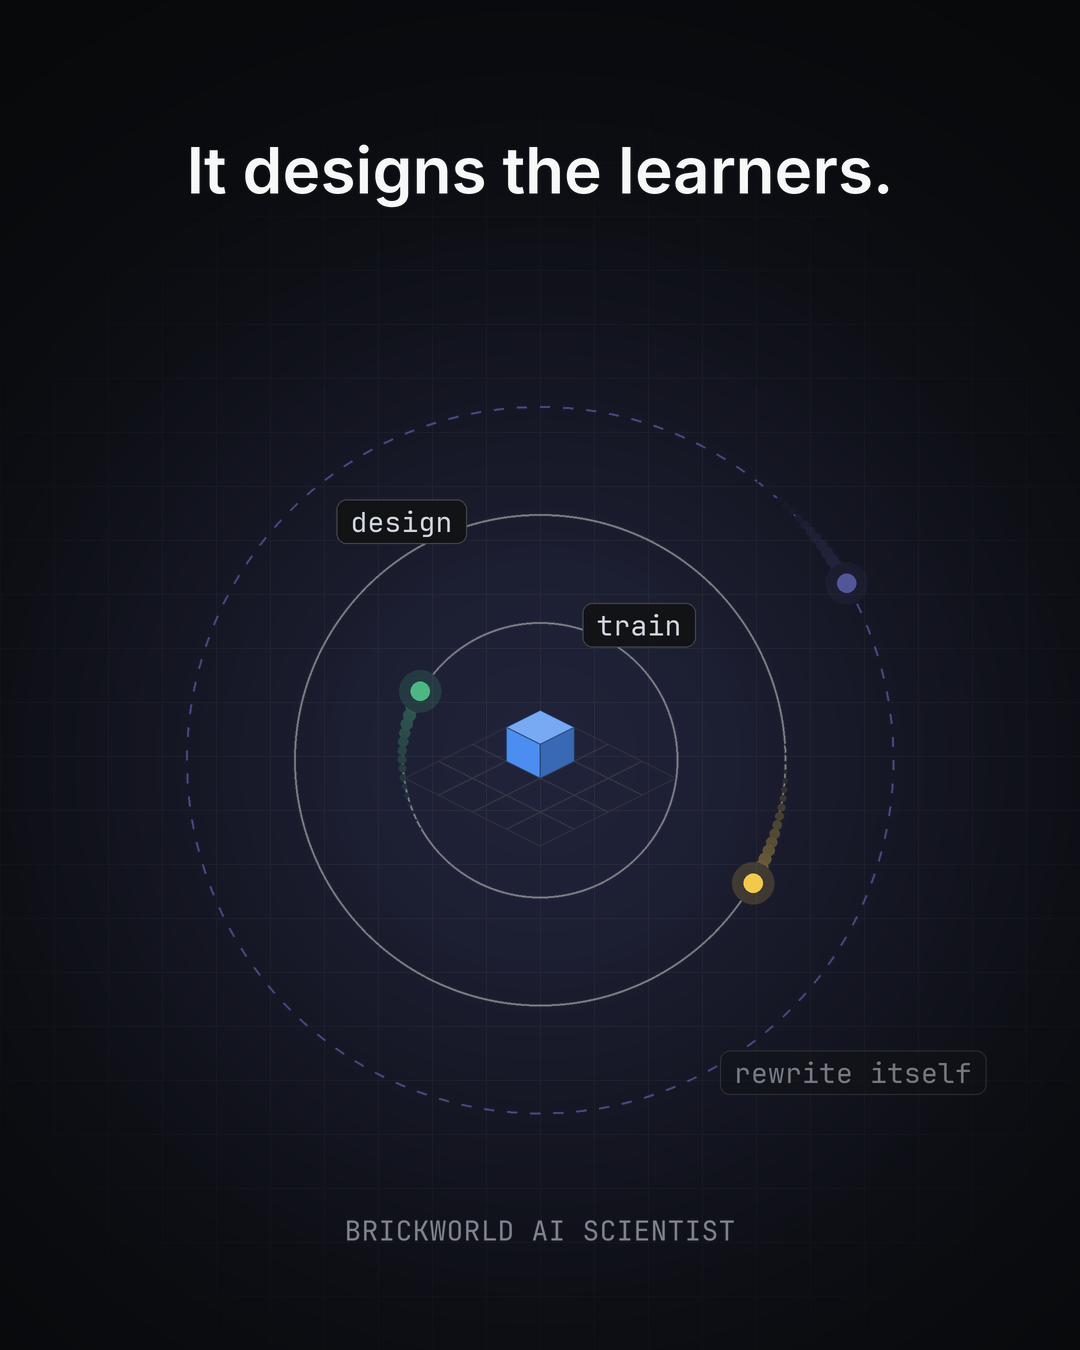 It designs the learners.
design
train
rewrite itself
BRICKWORLD AI SCIENTIST